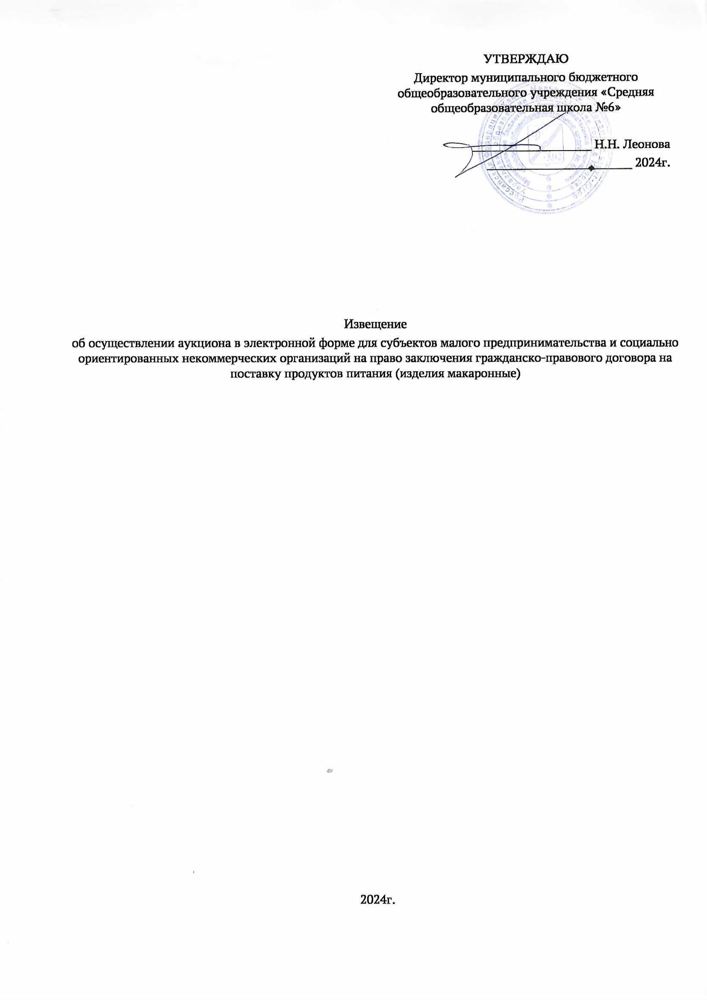 УТВЕРЖДАЮ
Директор муниципального бюджетного
общеобразовательного учреждения «Средняя
общеобразовательная школа №6»
Н.Н. Леонова
2024г.
Извещение
об осуществлении аукциона в электронной форме для субъектов малого предпринимательства и социально
ориентированных некоммерческих организаций на право заключения гражданско-правового договора на
поставку продуктов питания (изделия макаронные)
2024г.